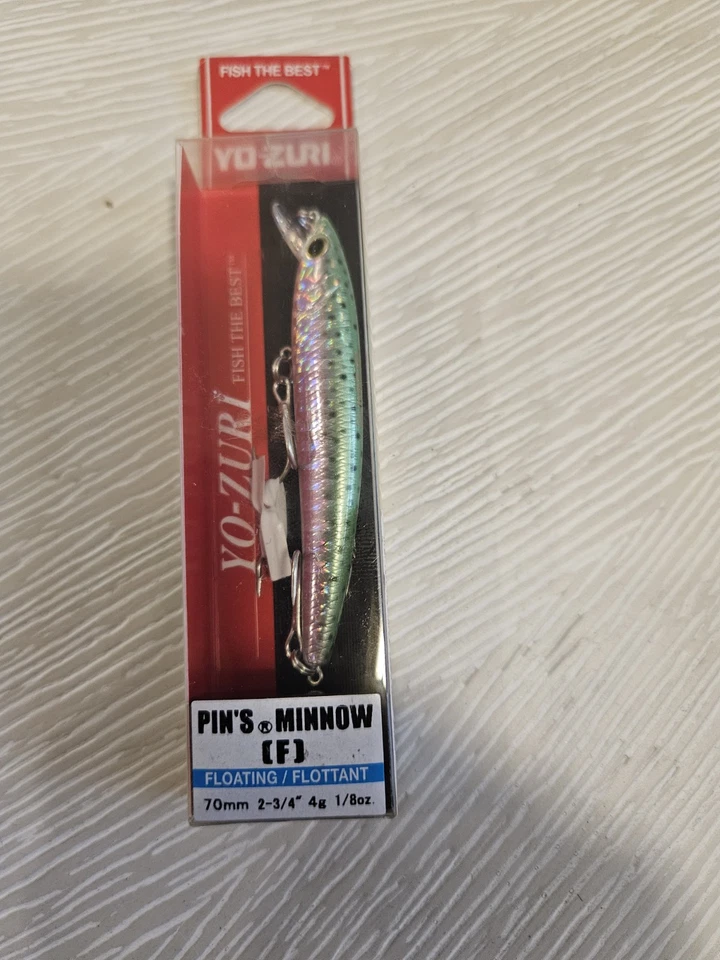 FISH THE BEST™
YO-ZURI
YO-ZURI FISH THE BEST™
PIN'S ® MINNOW
(F)
FLOATING / FLOTTANT
70mm 2-3/4" 4g 1/8oz.